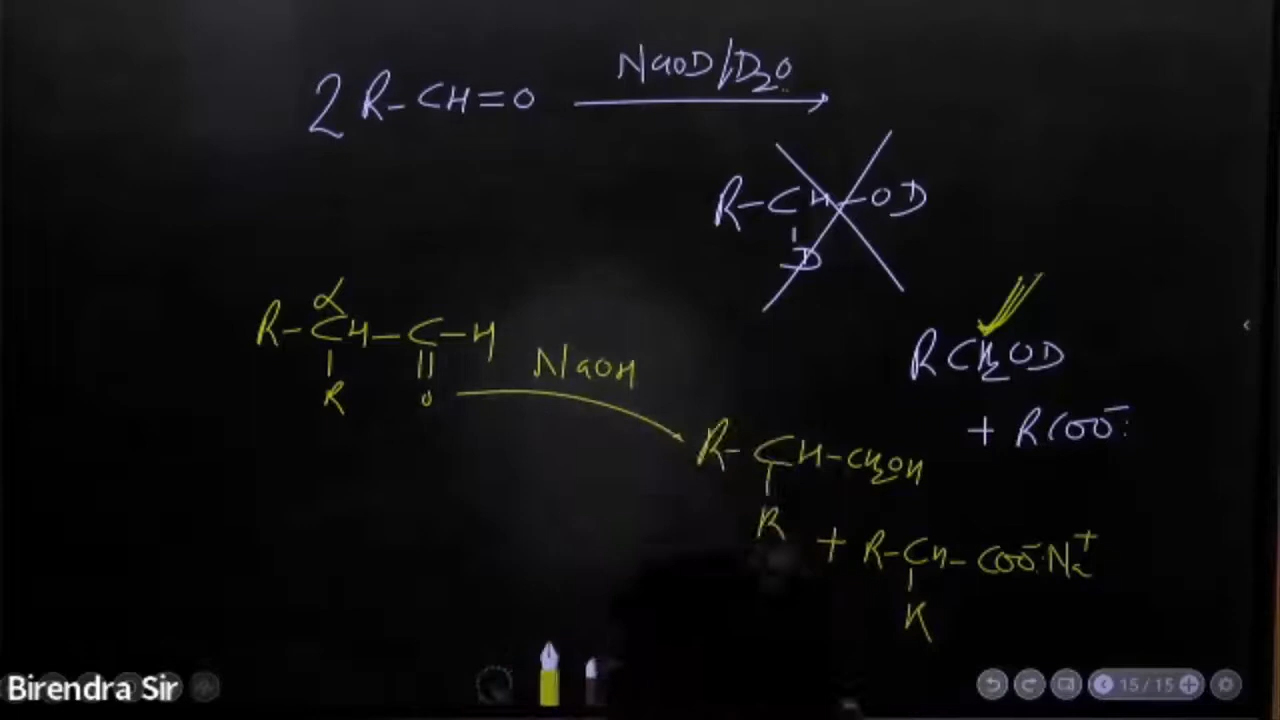 NaOD/D2O
2 R-CH=O
R-CH-OD
D
α
R-CH-C-H
R
O
NaOH
RCH2OD
+ RCOO-:
R-CH-CH2OH
R
+ R-CH-COO-:Na+
R
Birendra Sir
15 / 15